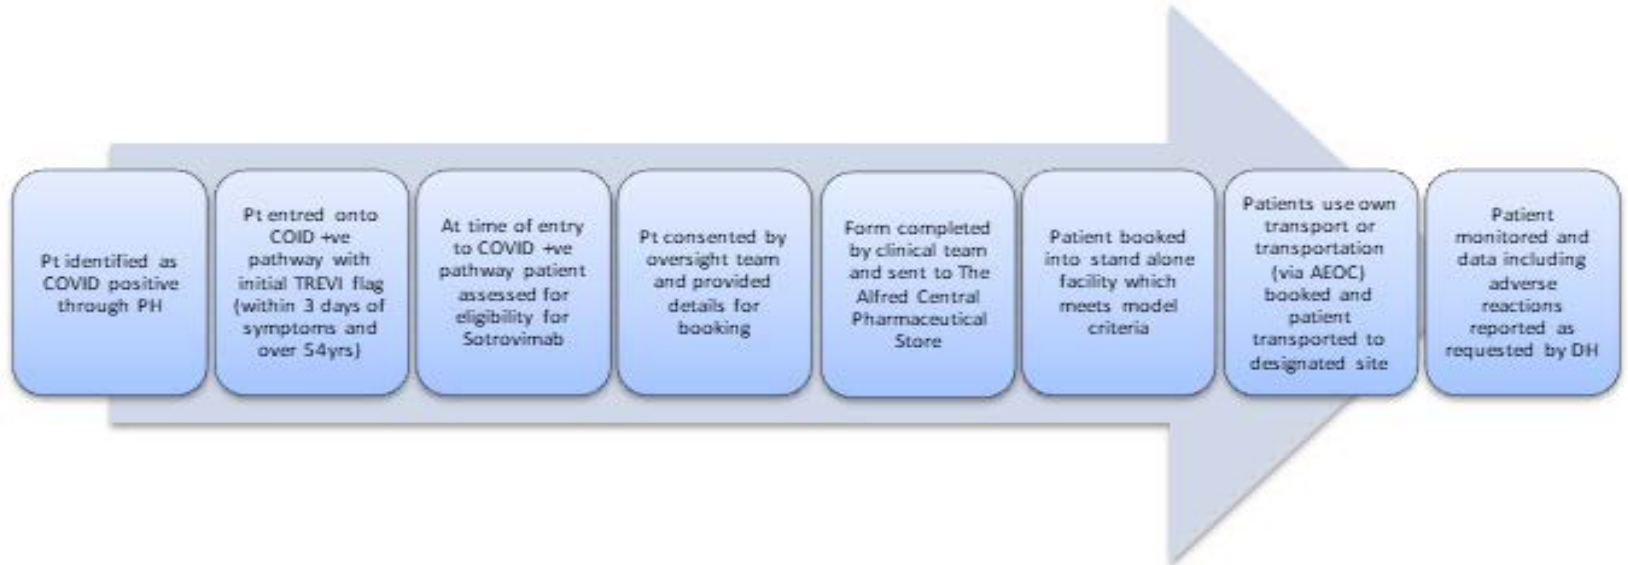 Pt identified as
COVID positive
through PH
Pt entred onto
COID +ve
pathway with
initial TREVI flag
(within 3 days of
symptoms and
over 54yrs)
At time of entry
to COVID +ve
pathway patient
assessed for
eligibility for
Sotrovimab
Pt consented by
oversight team
and provided
details for
booking
Form completed
by clinical team
and sent to The
Alfred Central
Pharmaceutical
Store
Patient booked
into stand alone
facility which
meets model
criteria
Patients use own
transport or
transportation
(via AEOC)
booked and
patient
transported to
designated site
Patient
monitored and
data including
adverse
reactions
reported as
requested by DH